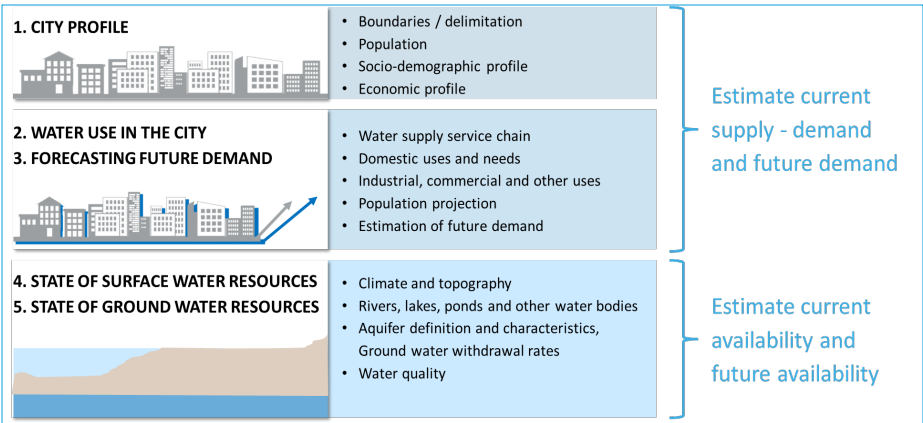 1. CITY PROFILE
• Boundaries / delimitation
• Population
• Socio-demographic profile
• Economic profile
2. WATER USE IN THE CITY
3. FORECASTING FUTURE DEMAND
• Water supply service chain
• Domestic uses and needs
• Industrial, commercial and other uses
• Population projection
• Estimation of future demand
Estimate current
supply - demand
and future demand
4. STATE OF SURFACE WATER RESOURCES
5. STATE OF GROUND WATER RESOURCES
• Climate and topography
• Rivers, lakes, ponds and other water bodies
• Aquifer definition and characteristics,
Ground water withdrawal rates
• Water quality
Estimate current
availability and
future availability